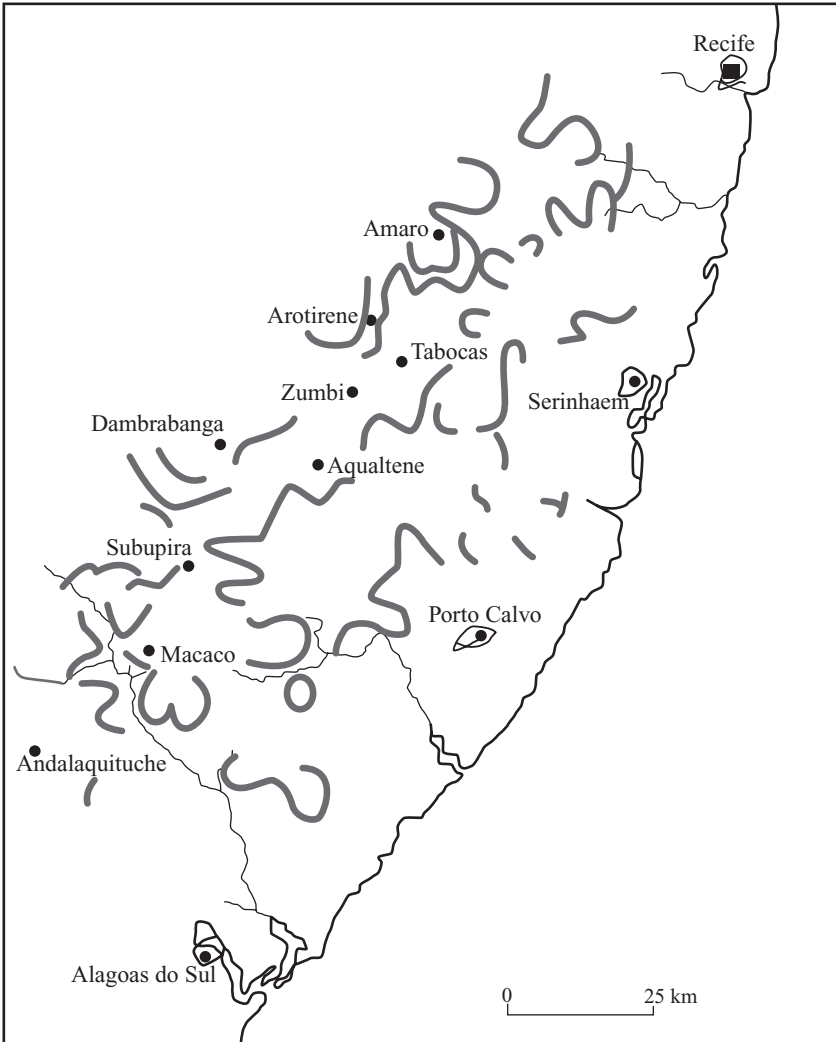 Recife
Amaro
Arotirene
Tabocas
Zumbi
Serinhaem
Dambrabanga
Aqualtene
Subupira
Porto Calvo
Macaco
Andalaquituche
Alagoas do Sul
0 25 km